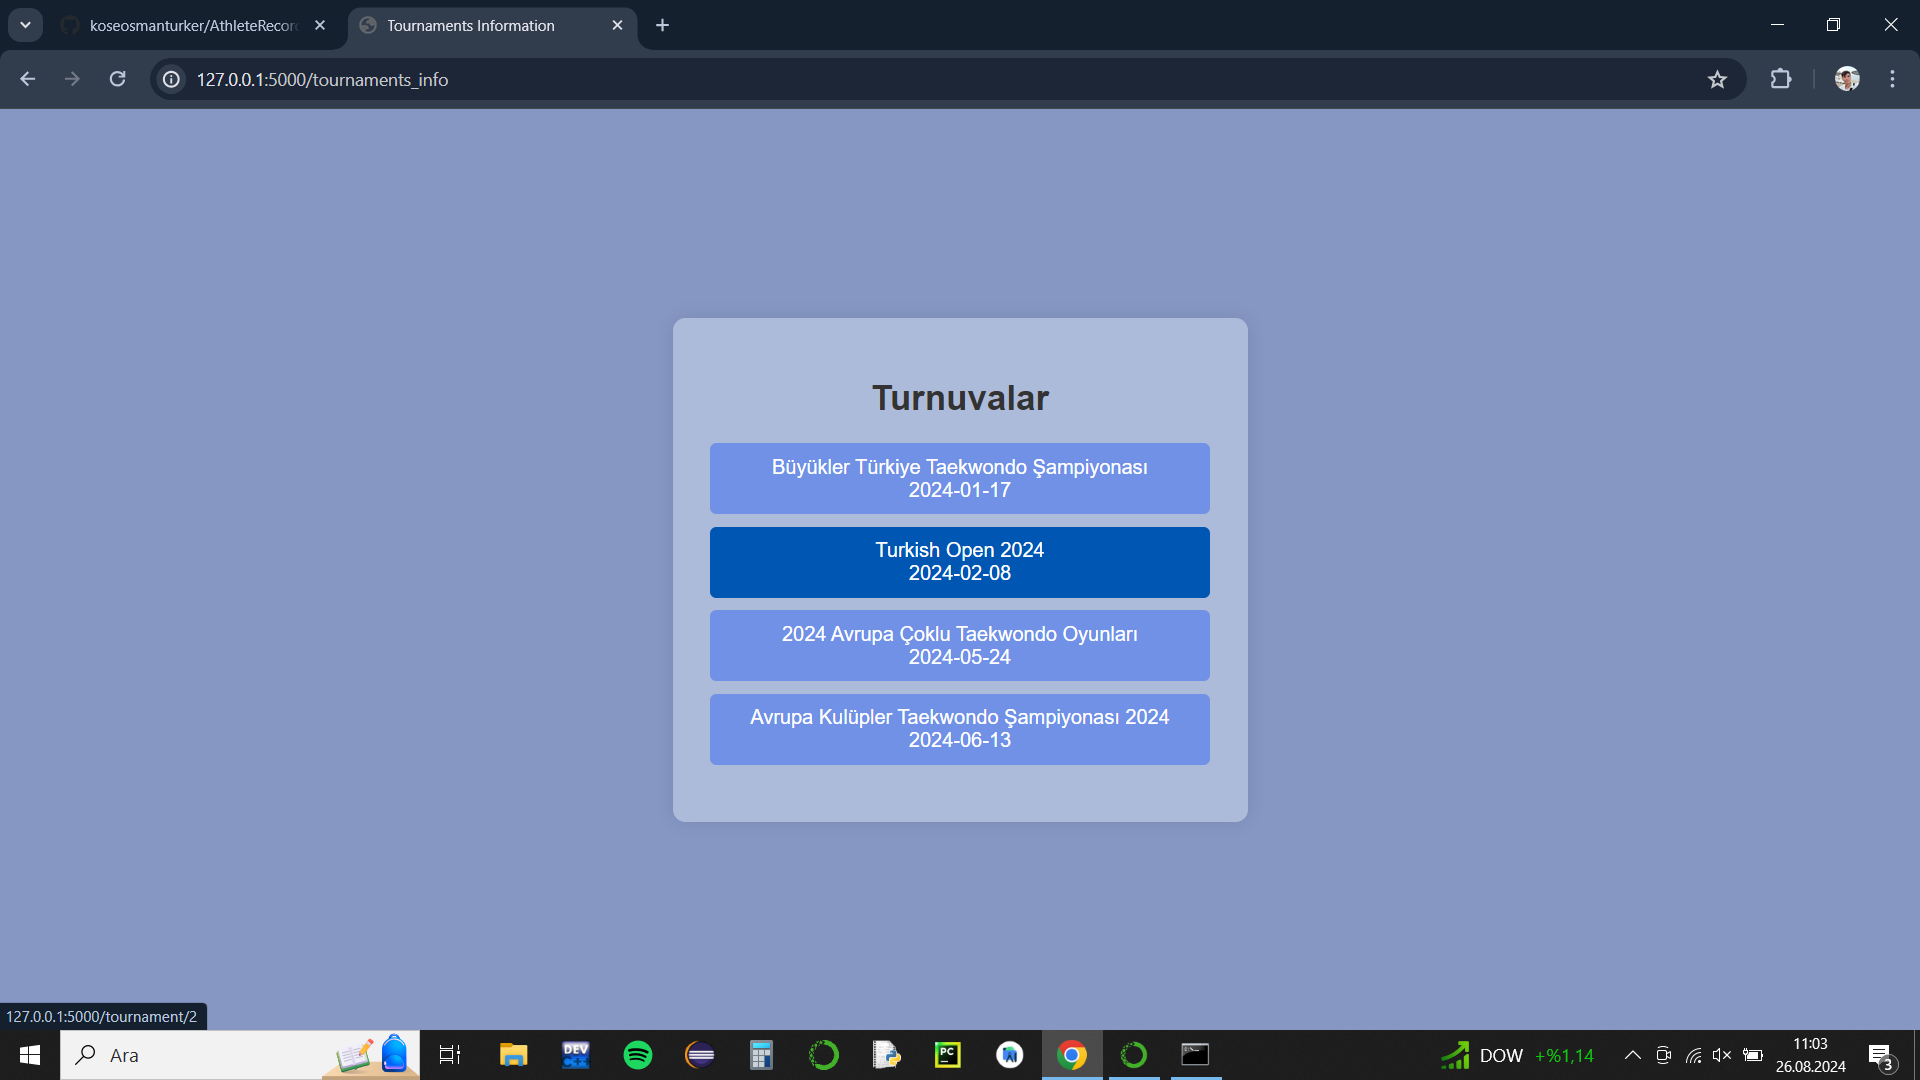 koseosmanturker/AthleteRecor
Tournaments Information
127.0.0.1:5000/tournaments_info
Turnuvalar
Büyükler Türkiye Taekwondo Şampiyonası
2024-01-17
Turkish Open 2024
2024-02-08
2024 Avrupa Çoklu Taekwondo Oyunları
2024-05-24
Avrupa Kulüpler Taekwondo Şampiyonası 2024
2024-06-13
127.0.0.1:5000/tournament/2
Ara
DEV
C++
PC
DOW +%1,14
11:03
26.08.2024
3